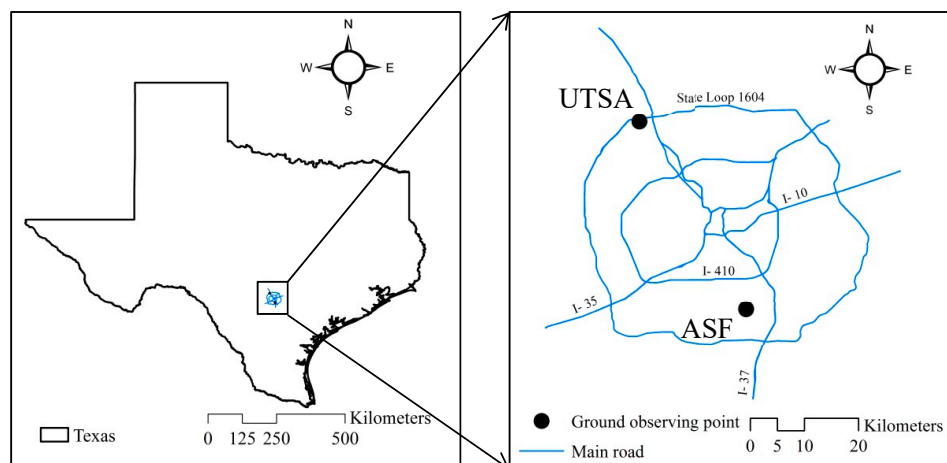 N
W E
S
Texas
Kilometers
0 125 250 500
N
W E
S
UTSA
State Loop 1604
I- 10
I- 410
I- 35
ASF
I- 37
Ground observing point
Main road
Kilometers
0 5 10 20